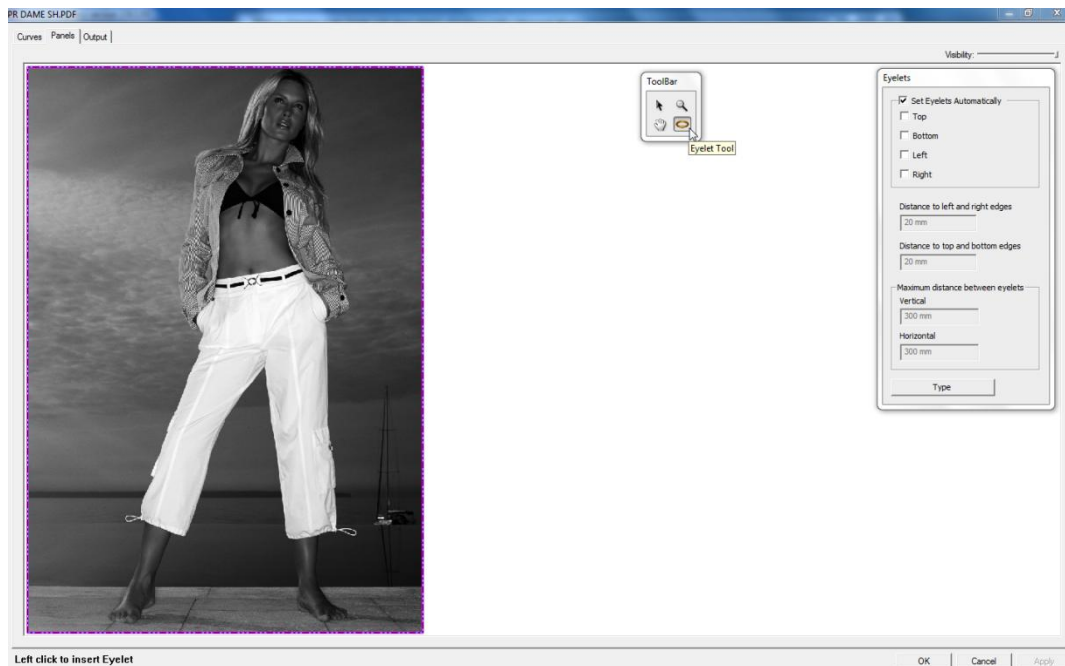 PR DAME SH.PDF
Curves Panels Output
Visibility:
ToolBar
Eyelet Tool
Eyelets
Set Eyelets Automatically
Top
Bottom
Left
Right
Distance to left and right edges
20 mm
Distance to top and bottom edges
20 mm
Maximum distance between eyelets
Vertical
300 mm
Horizontal
300 mm
Type
Left click to insert Eyelet
OK Cancel Apply